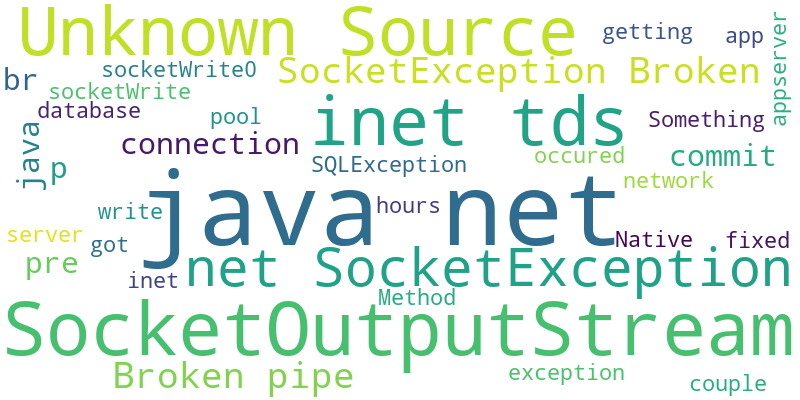 Unknown Source
getting
app
appserver
br
socketWrite0
SocketException Broken
socketWrite
database
pool
inet tds
Something
java
connection
p
SQLException
occured
commit
network
java net
write
hours
server
got
Native
fixed
pre
inet
net SocketException
Method
SocketOutputStream
Broken pipe
exception
couple